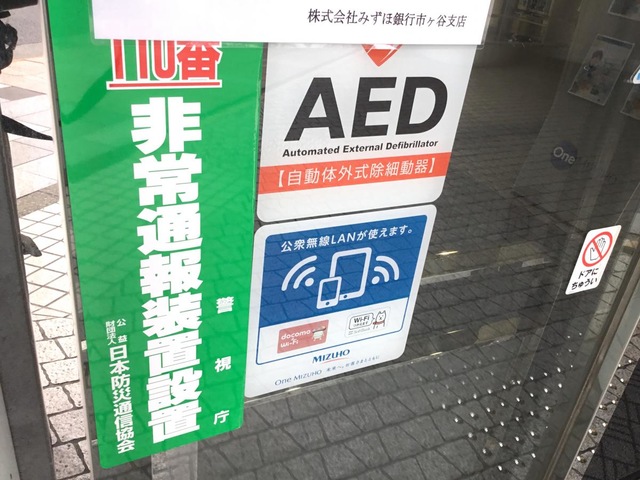 株式会社みずほ銀行市ヶ谷支店
110番
非常通報装置設置
警視庁
公益
財団法人
日本防災通信協会
AED
Automated External Defibrillator
【自動体外式除細動器】
公衆無線LANが使えます。
docomo
Wi-Fi
Wi-Fi
MIZUHO
One MIZUHO
One
ドアに
ちゅうい